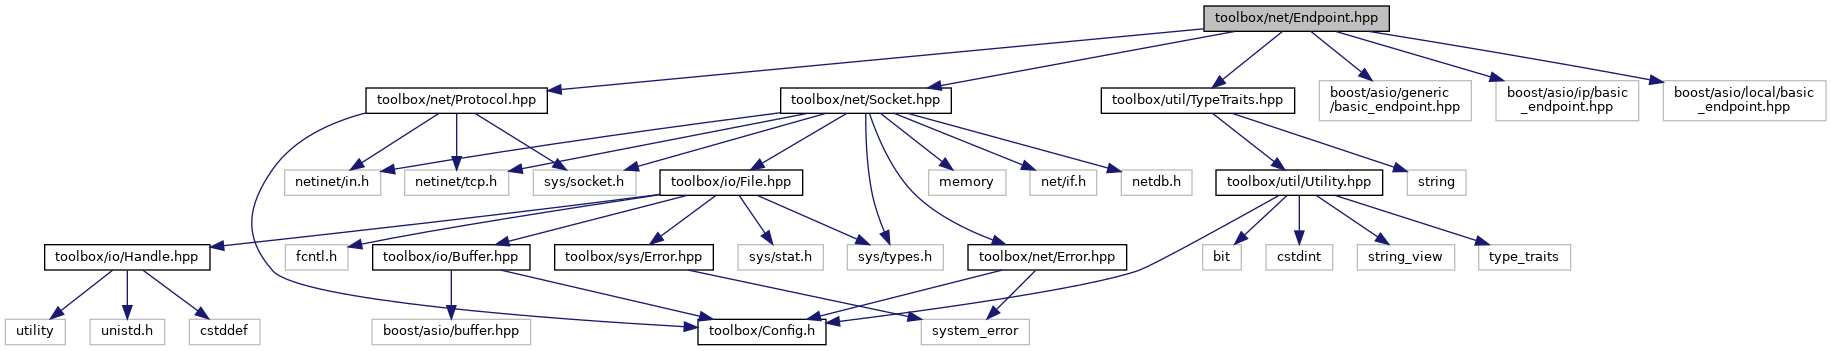 toolbox/net/Endpoint.hpp
toolbox/net/Protocol.hpp
toolbox/net/Socket.hpp
toolbox/util/TypeTraits.hpp
boost/asio/generic
/basic_endpoint.hpp
boost/asio/ip/basic
_endpoint.hpp
boost/asio/local/basic
_endpoint.hpp
netinet/in.h
netinet/tcp.h
sys/socket.h
toolbox/io/File.hpp
memory
net/if.h
netdb.h
toolbox/util/Utility.hpp
string
toolbox/io/Handle.hpp
fcntl.h
toolbox/io/Buffer.hpp
toolbox/sys/Error.hpp
sys/stat.h
sys/types.h
toolbox/net/Error.hpp
bit
cstdint
string_view
type_traits
utility
unistd.h
cstddef
boost/asio/buffer.hpp
toolbox/Config.h
system_error